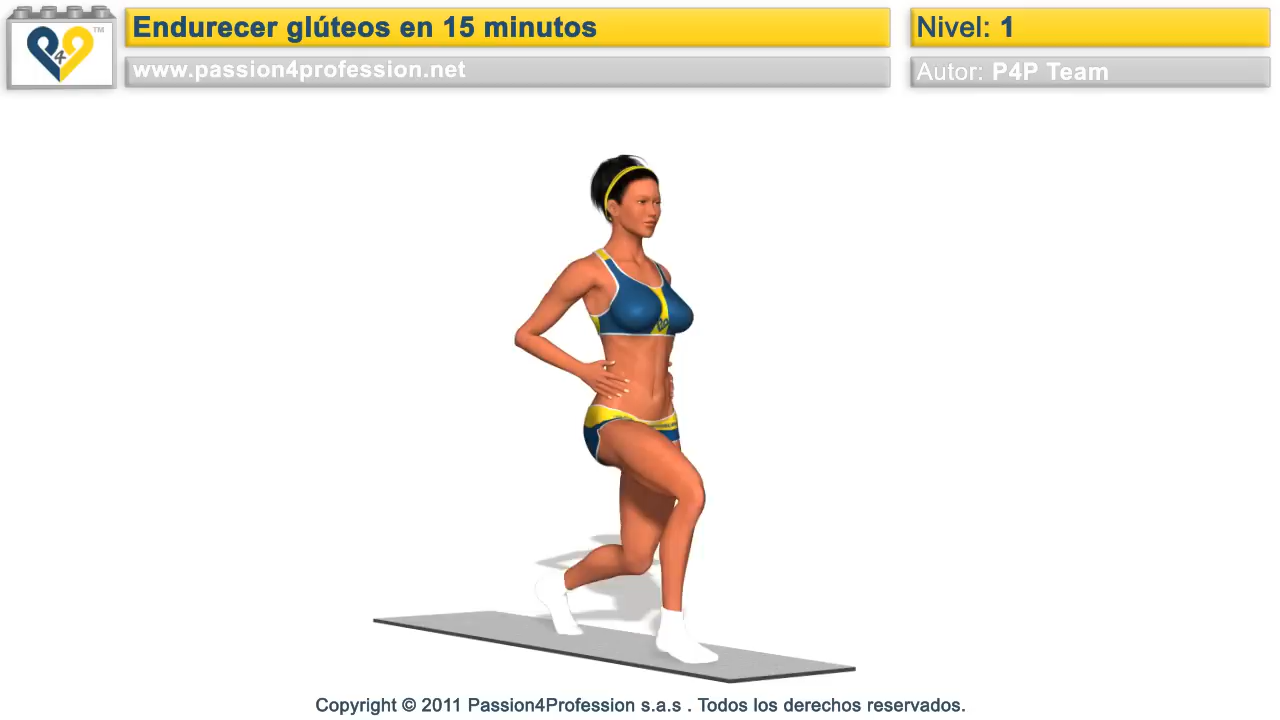 Endurecer glúteos en 15 minutos
Nivel: 1
www.passion4profession.net
Autor: P4P Team
P4P™
Copyright © 2011 Passion4Profession s.a.s . Todos los derechos reservados.